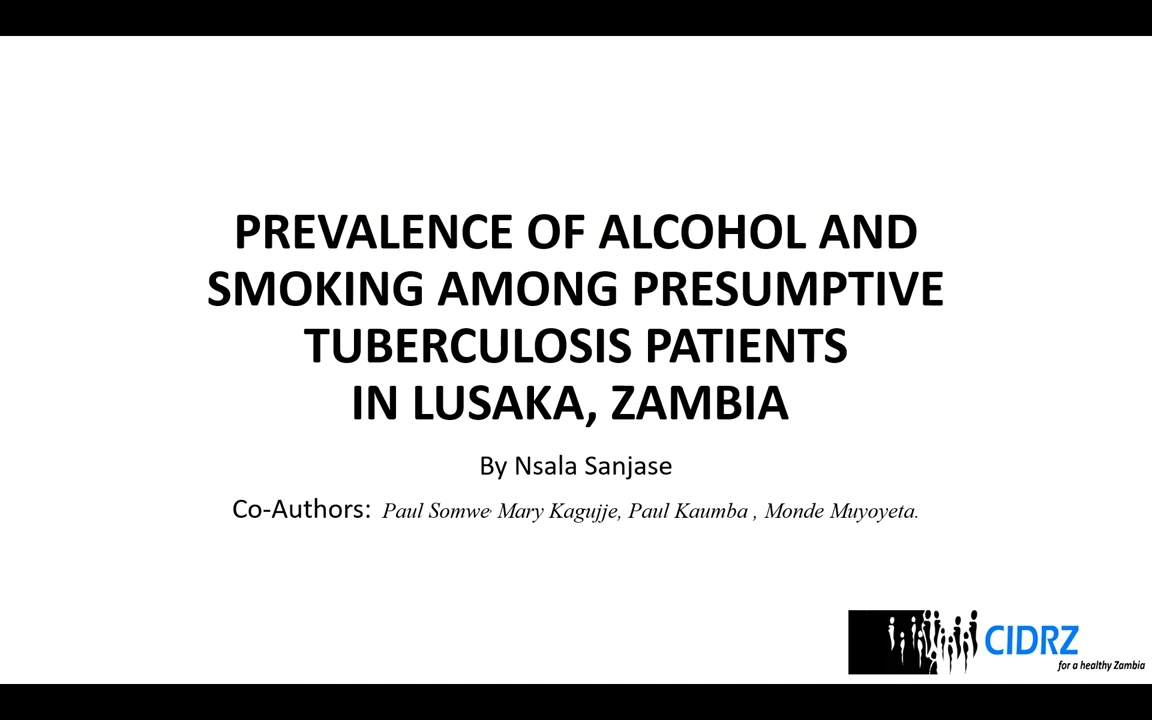 PREVALENCE OF ALCOHOL AND
SMOKING AMONG PRESUMPTIVE
TUBERCULOSIS PATIENTS
IN LUSAKA, ZAMBIA
By Nsala Sanjase
Co-Authors: Paul Somwe, Mary Kagujje, Paul Kaumba , Monde Muyoyeta.
CIDRZ
for a healthy Zambia